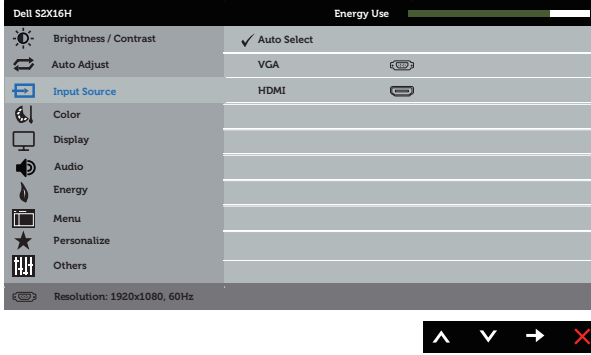 Dell S2X16H Energy Use
Brightness / Contrast Auto Select
Auto Adjust VGA
Input Source HDMI
Color
Display
Audio
Energy
Menu
Personalize
Others
Resolution: 1920x1080, 60Hz